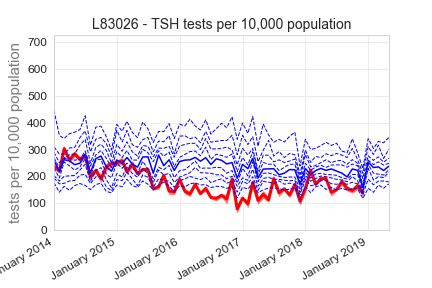 L83026 - TSH tests per 10,000 population
tests per 10,000 population
700
600
500
400
300
200
100
0
nuary 2014
January 2015
January 2016
January 2017
January 2018
January 2019